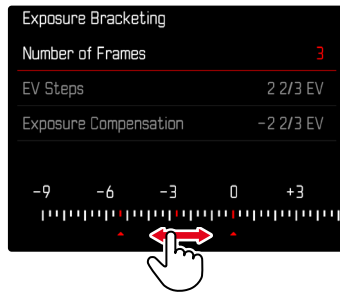 Exposure Bracketing
Number of Frames 3
EV Steps 2 2/3 EV
Exposure Compensation -2 2/3 EV
-9 -6 -3 0 +3